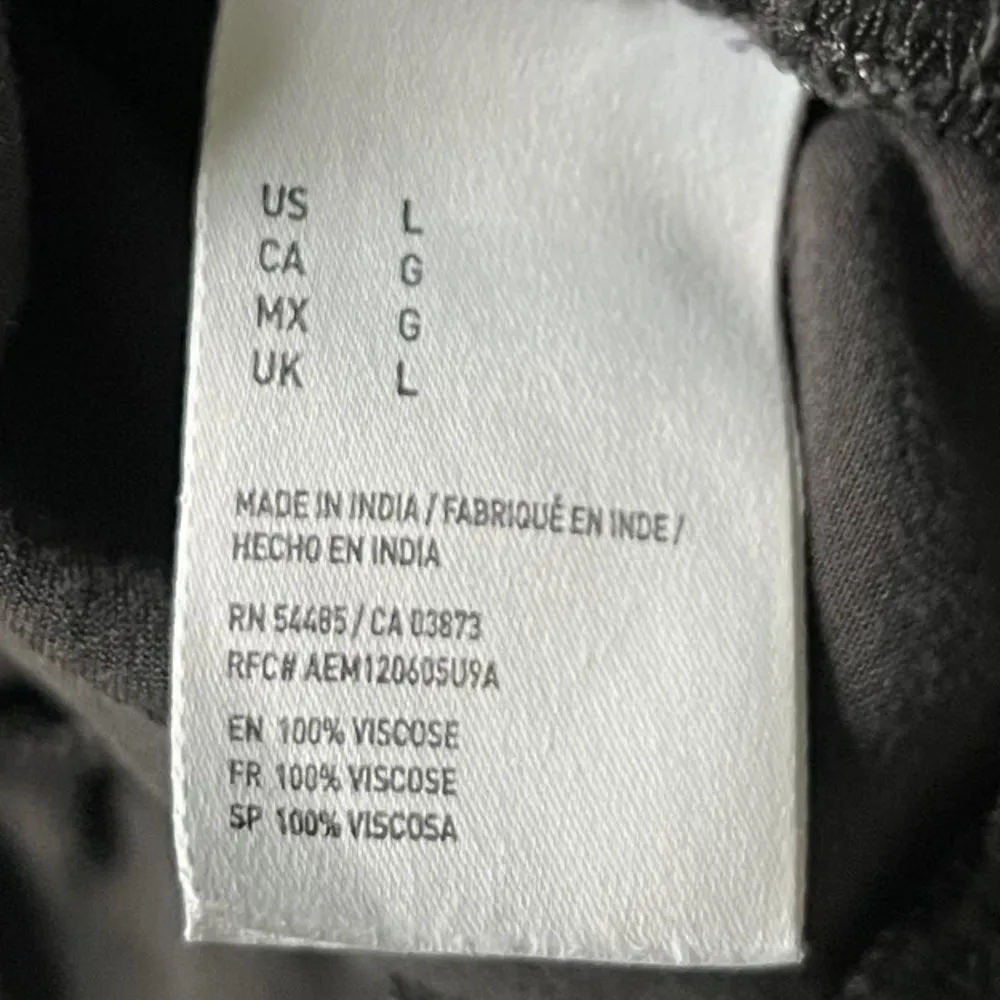 US L
CA G
MX G
UK L
MADE IN INDIA / FABRIQUÉ EN INDE /
HECHO EN INDIA
RN 54485 / CA 03873
RFC# AEM120605U9A
EN 100% VISCOSE
FR 100% VISCOSE
SP 100% VISCOSA